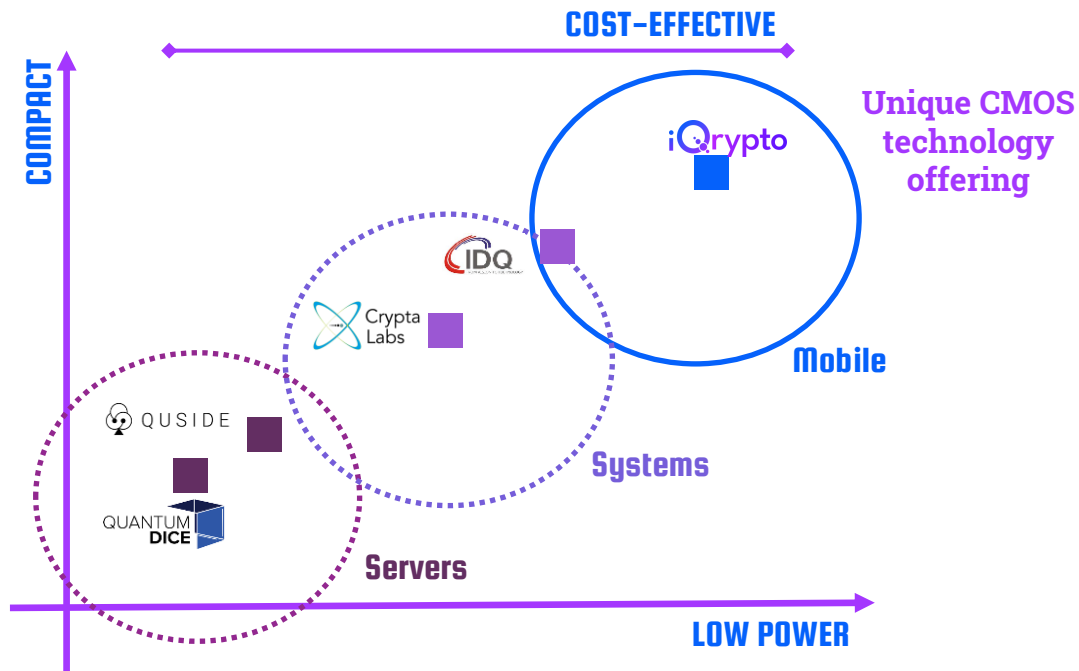 COST-EFFECTIVE
COMPACT
Unique CMOS
technology
offering
iQrypto
IDQ
Crypta
Labs
Mobile
QUSIDE
Systems
QUANTUM
DICE
Servers
LOW POWER